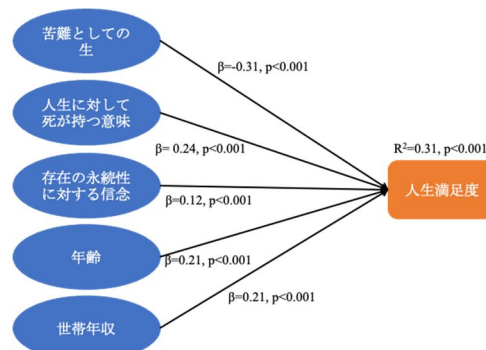 苦難としての
生
β=-0.31, p<0.001
人生に対して
死が持つ意味
β= 0.24, p<0.001
R²=0.31, p<0.001
存在の永続性
に対する信念
β=0.12, p<0.001
人生満足度
年齢
β=0.21, p<0.001
β=0.21, p<0.001
世帯年収